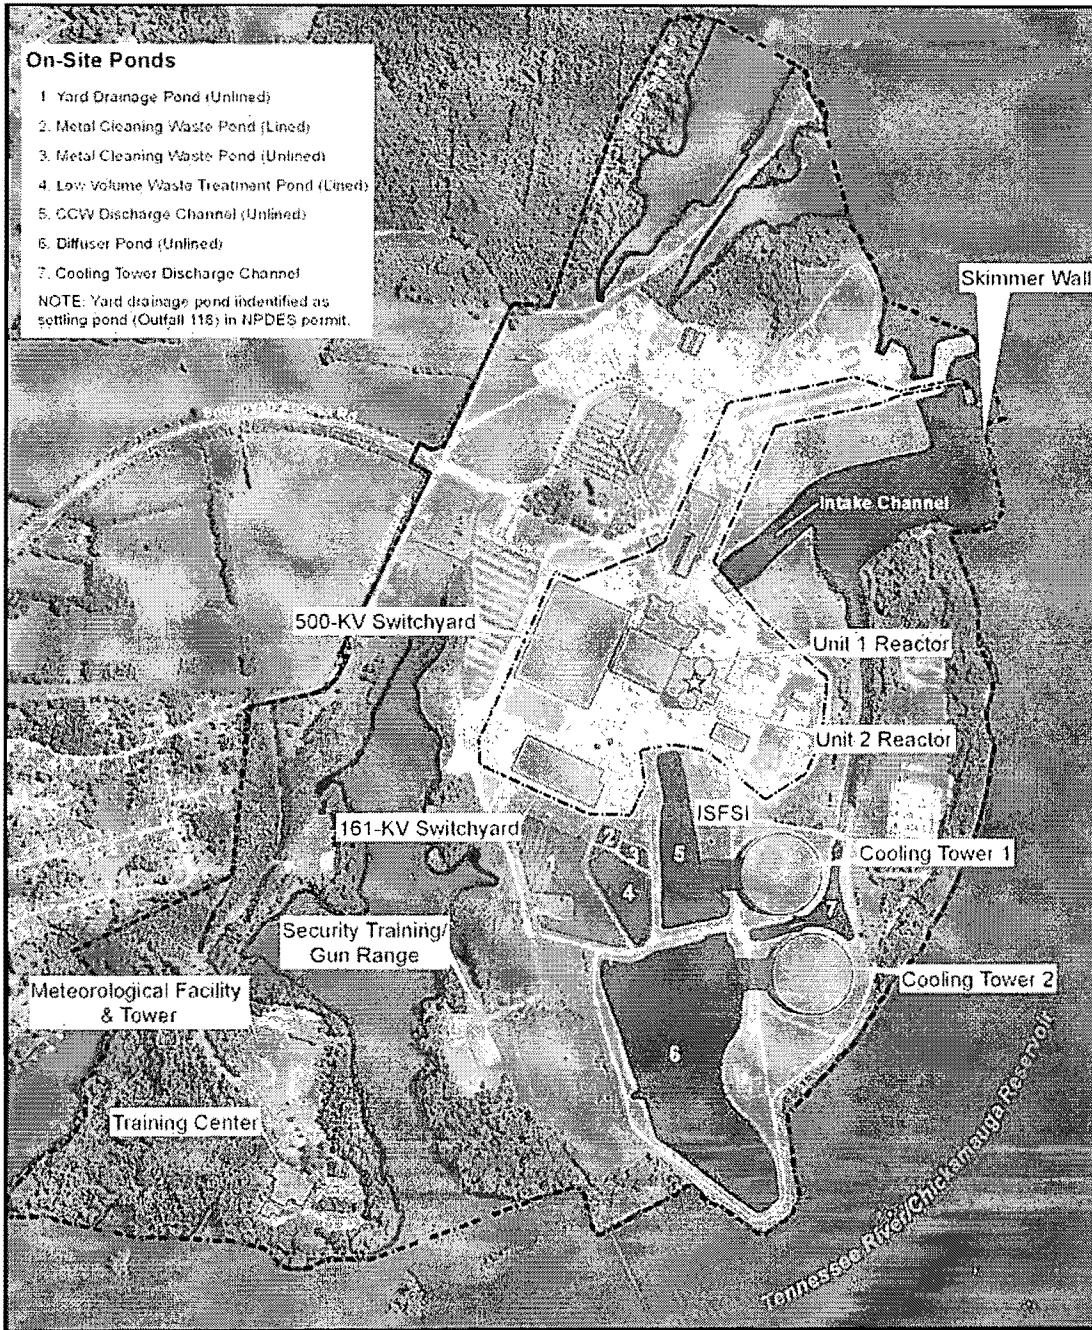 On-Site Ponds
1. Yard Drainage Pond (Unlined)
2. Metal Cleaning Waste Pond (Lined)
3. Metal Cleaning Waste Pond (Unlined)
4. Low Volume Waste Treatment Pond (Lined)
5. CCW Discharge Channel (Unlined)
6. Diffuser Pond (Unlined)
7. Cooling Tower Discharge Channel
NOTE: Yard drainage pond iindentified as
settling pond (Outfall 118) in NPDES permit.
Skimmer Wall
Intake Channel
500-KV Switchyard
Unit 1 Reactor
Unit 2 Reactor
161-KV Switchyard
ISFSI
1
2
3
4
5
Cooling Tower 1
7
Security Training/
Gun Range
Meteorological Facility
& Tower
Cooling Tower 2
6
Training Center
Tennessee River/Chickamauga Reservoir